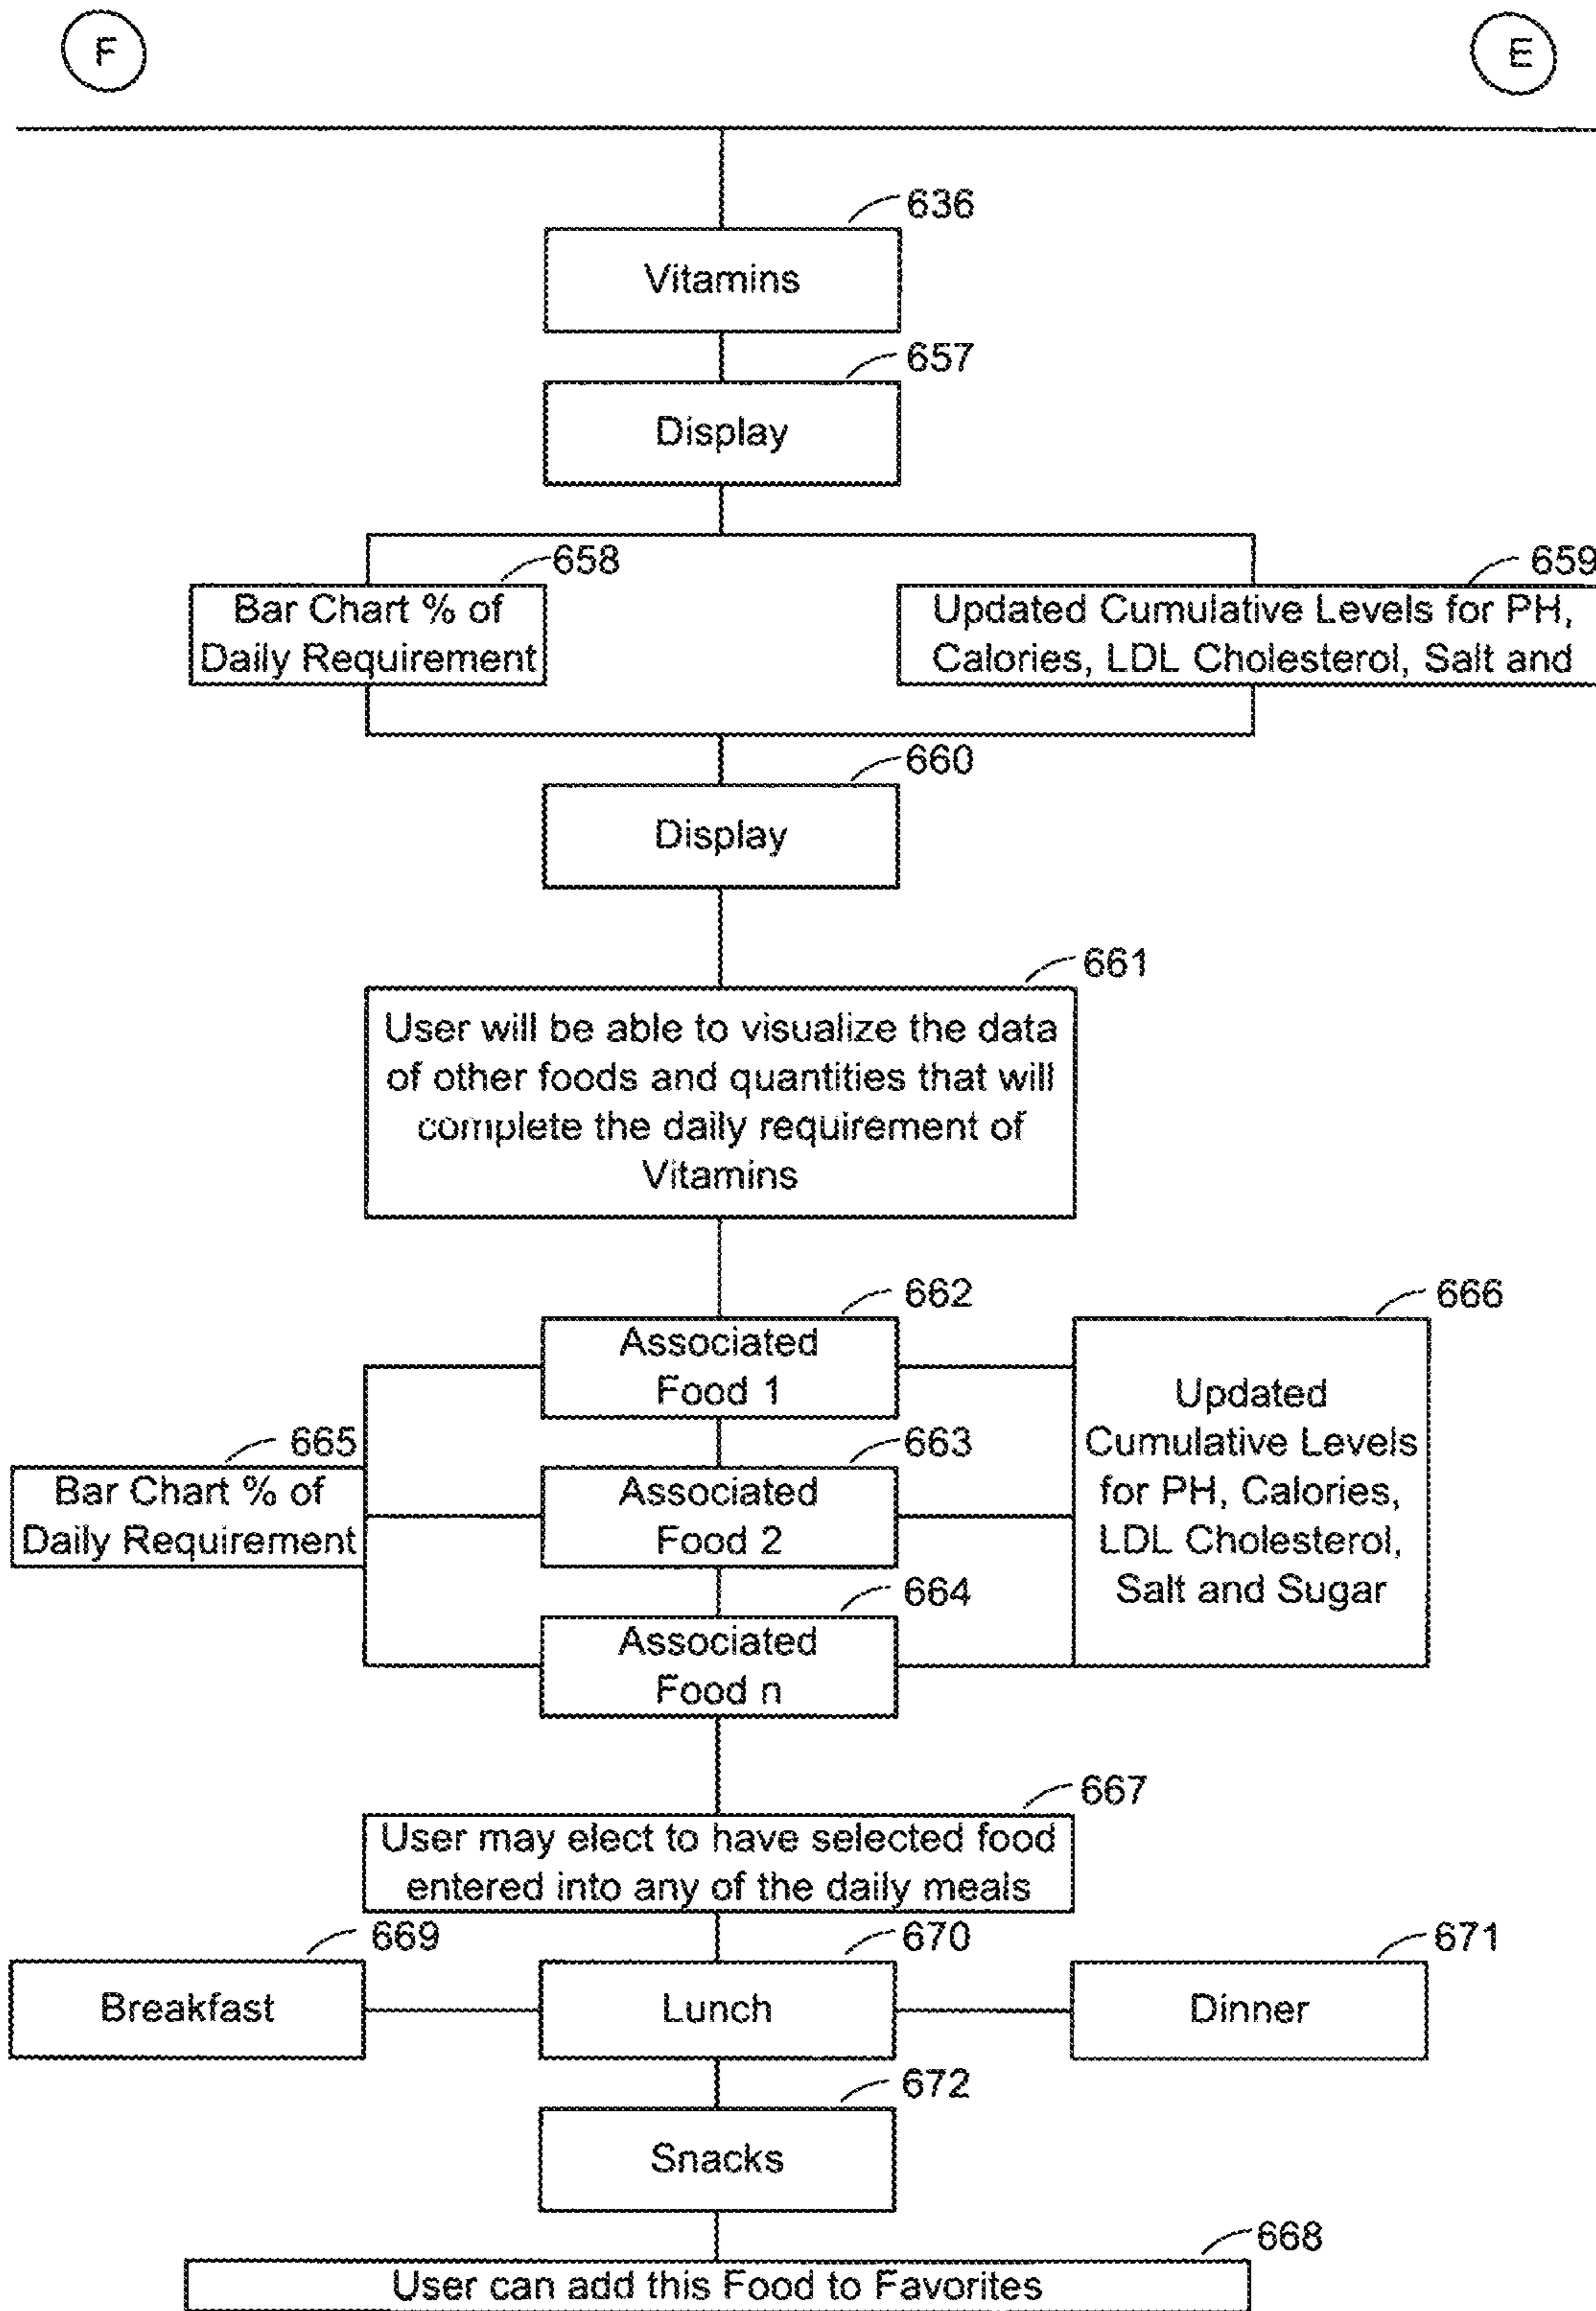 F
E
636
Vitamins
657
Display
658
Bar Chart % of
Daily Requirement
659
Updated Cumulative Levels for PH,
Calories, LDL Cholesterol, Salt and
660
Display
661
User will be able to visualize the data
of other foods and quantities that will
complete the daily requirement of
Vitamins
662
Associated
Food 1
666
Updated
Cumulative Levels
for PH, Calories,
LDL Cholesterol,
Salt and Sugar
665
Bar Chart % of
Daily Requirement
663
Associated
Food 2
664
Associated
Food n
667
User may elect to have selected food
entered into any of the daily meals
669
Breakfast
670
Lunch
671
Dinner
672
Snacks
668
User can add this Food to Favorites